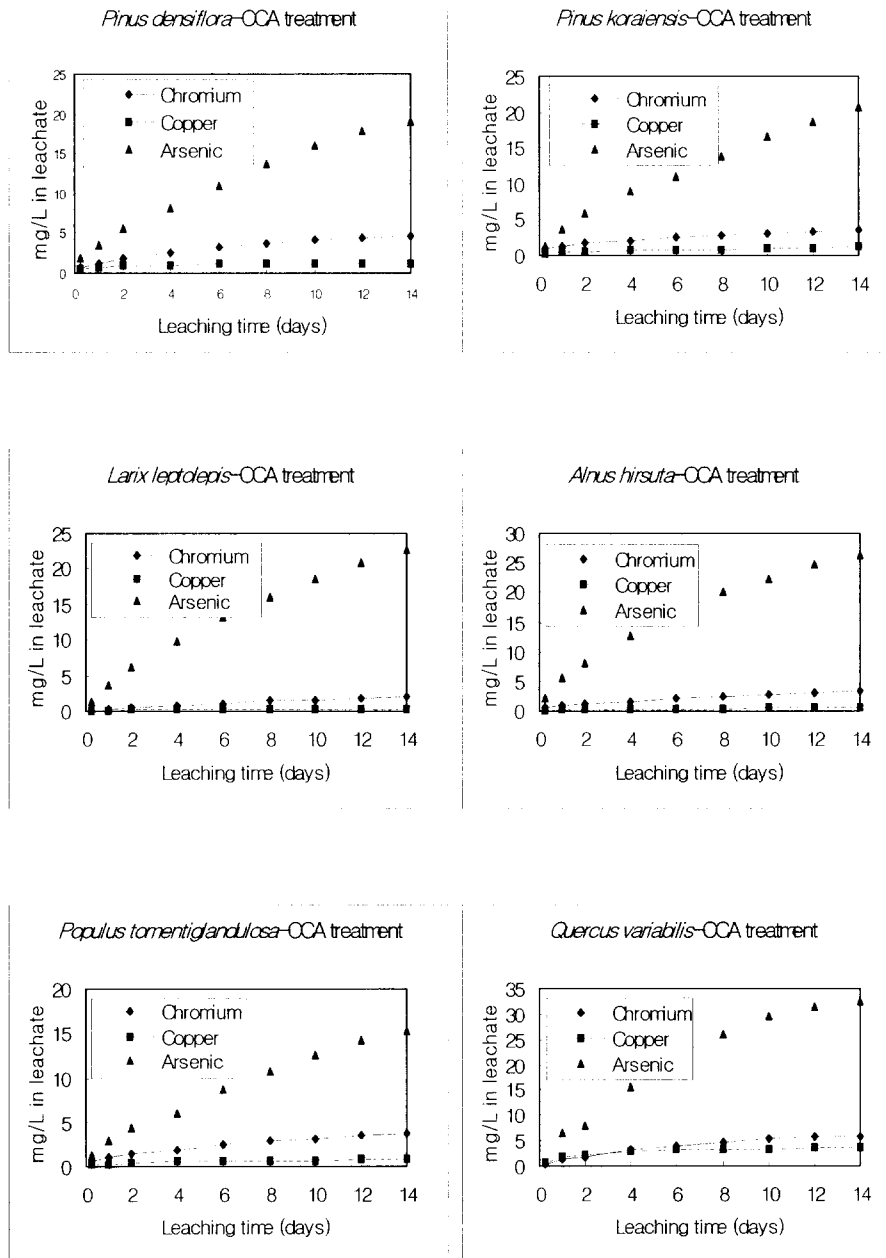 Pinus densiflora-CCA treatment
25
20
15
10
5
0
mg/L in leachate
Chromium
Copper
Arsenic
0 2 4 6 8 10 12 14
Leaching time (days)
Pinus koraiensis-CCA treatment
25
20
15
10
5
0
mg/L in leachate
Chromium
Copper
Arsenic
0 2 4 6 8 10 12 14
Leaching time (days)
Larix leptolepis-CCA treatment
25
20
15
10
5
0
mg/L in leachate
Chromium
Copper
Arsenic
0 2 4 6 8 10 12 14
Leaching time (days)
Alnus hirsuta-CCA treatment
30
25
20
15
10
5
0
mg/L in leachate
Chromium
Copper
Arsenic
0 2 4 6 8 10 12 14
Leaching time (days)
Populus tomentiglandulosa-CCA treatment
20
15
10
5
0
mg/L in leachate
Chromium
Copper
Arsenic
0 2 4 6 8 10 12 14
Leaching time (days)
Quercus variabilis-CCA treatment
35
30
25
20
15
10
5
0
mg/L in leachate
Chromium
Copper
Arsenic
0 2 4 6 8 10 12 14
Leaching time (days)